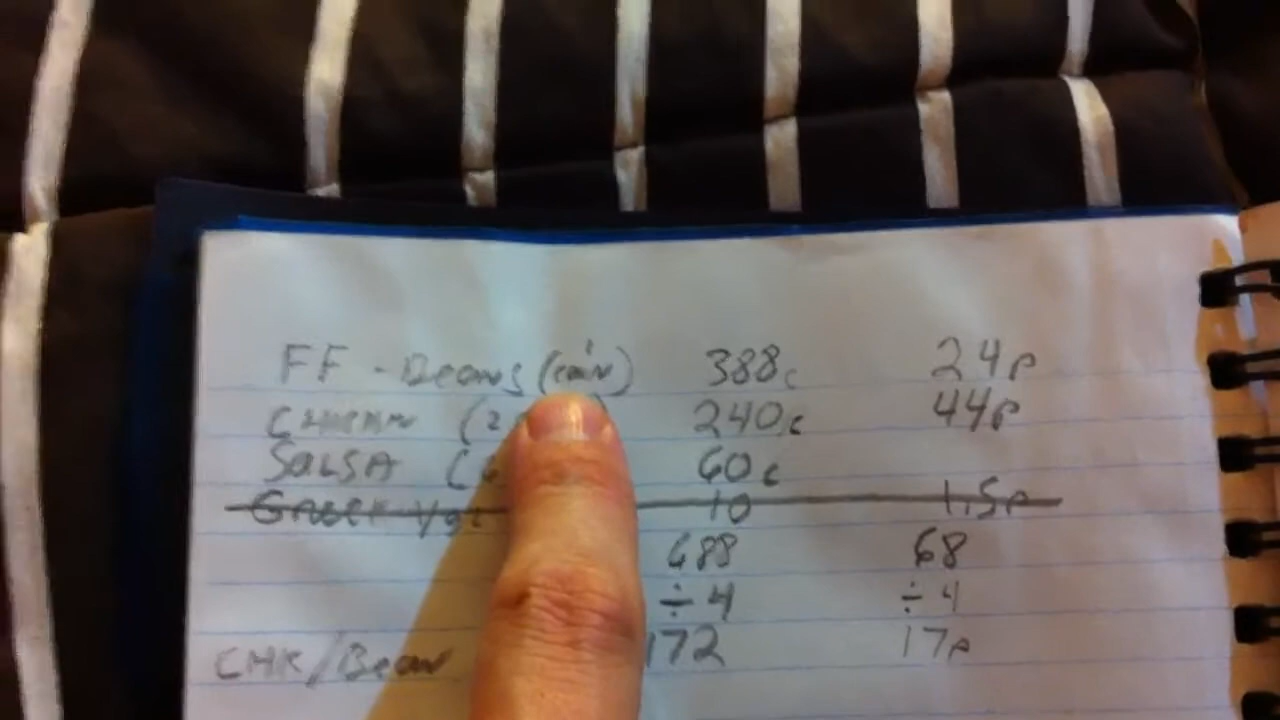 FF - Beans (can) 388c 24p
Chicken 240c 44p
SALSA 60c
Greek 10 1.5p
688 68
÷ 4 ÷ 4
CHK/Bean 172 17p